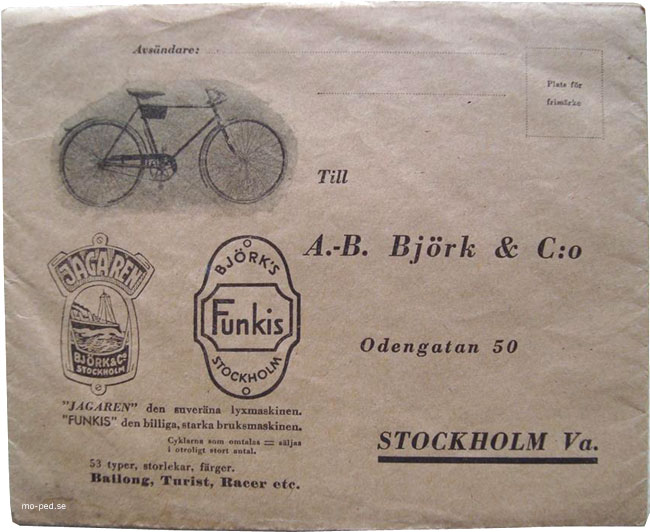 Avsändare:
Plats för
frimärke
Till
A.-B. Björk & C:o
Odengatan 50
STOCKHOLM Va.
JAGAREN
BJÖRK & Co
STOCKHOLM
BJÖRK'S
Funkis
STOCKHOLM
"JAGAREN" den suveräna lyxmaskinen.
"FUNKIS" den billiga, starka bruksmaskinen.
Cyklarna som omtalas = säljas
i otroligt stort antal.
53 typer, storlekar, färger.
Ballong, Turist, Racer etc.
mo-ped.se